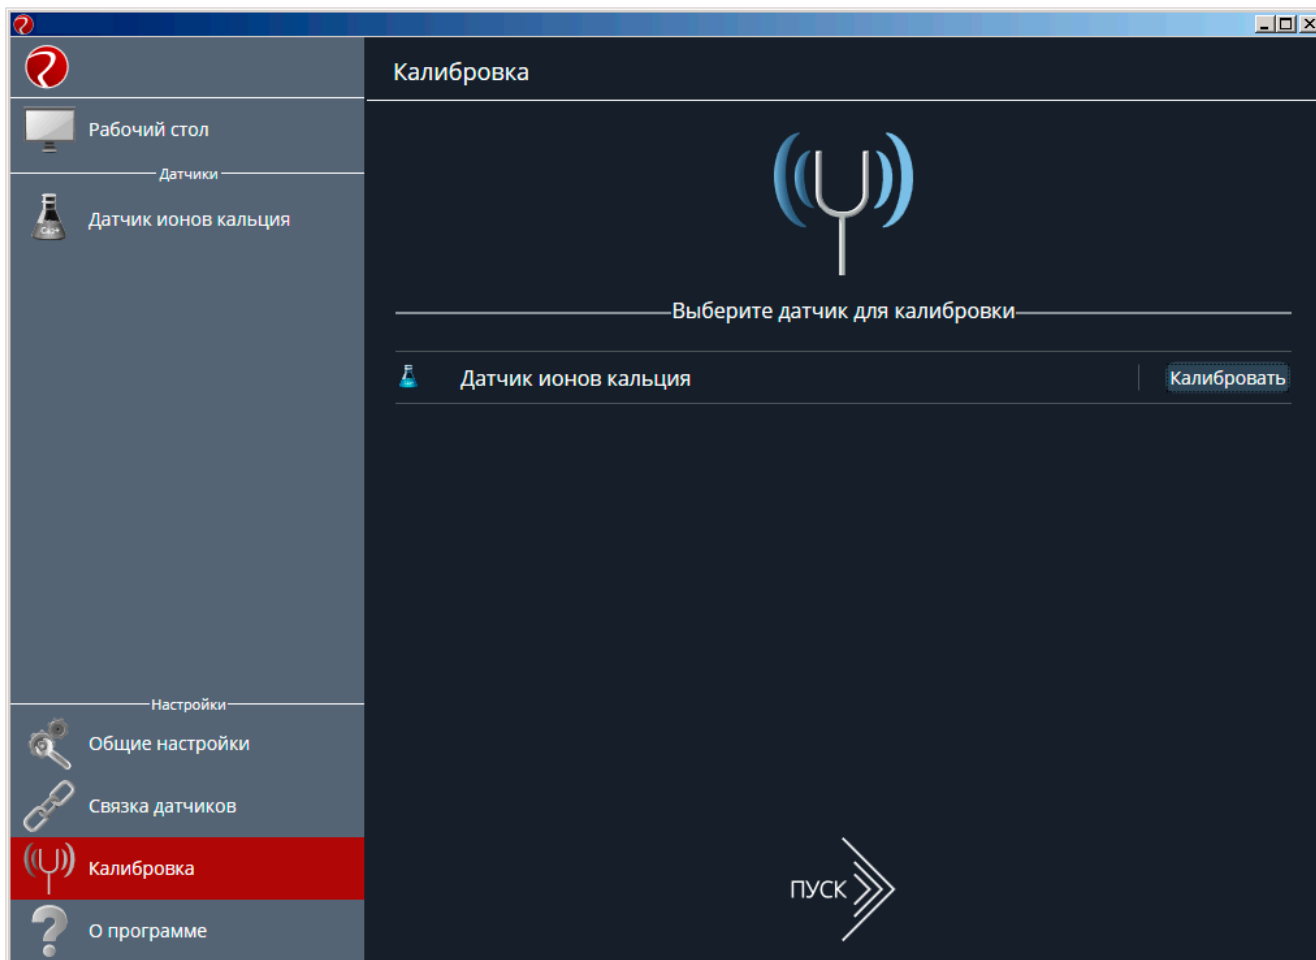 Калибровка
Рабочий стол
Датчики
Датчик ионов кальция
Выберите датчик для калибровки
Датчик ионов кальция
Калибровать
Настройки
Общие настройки
Связка датчиков
Калибровка
О программе
ПУСК